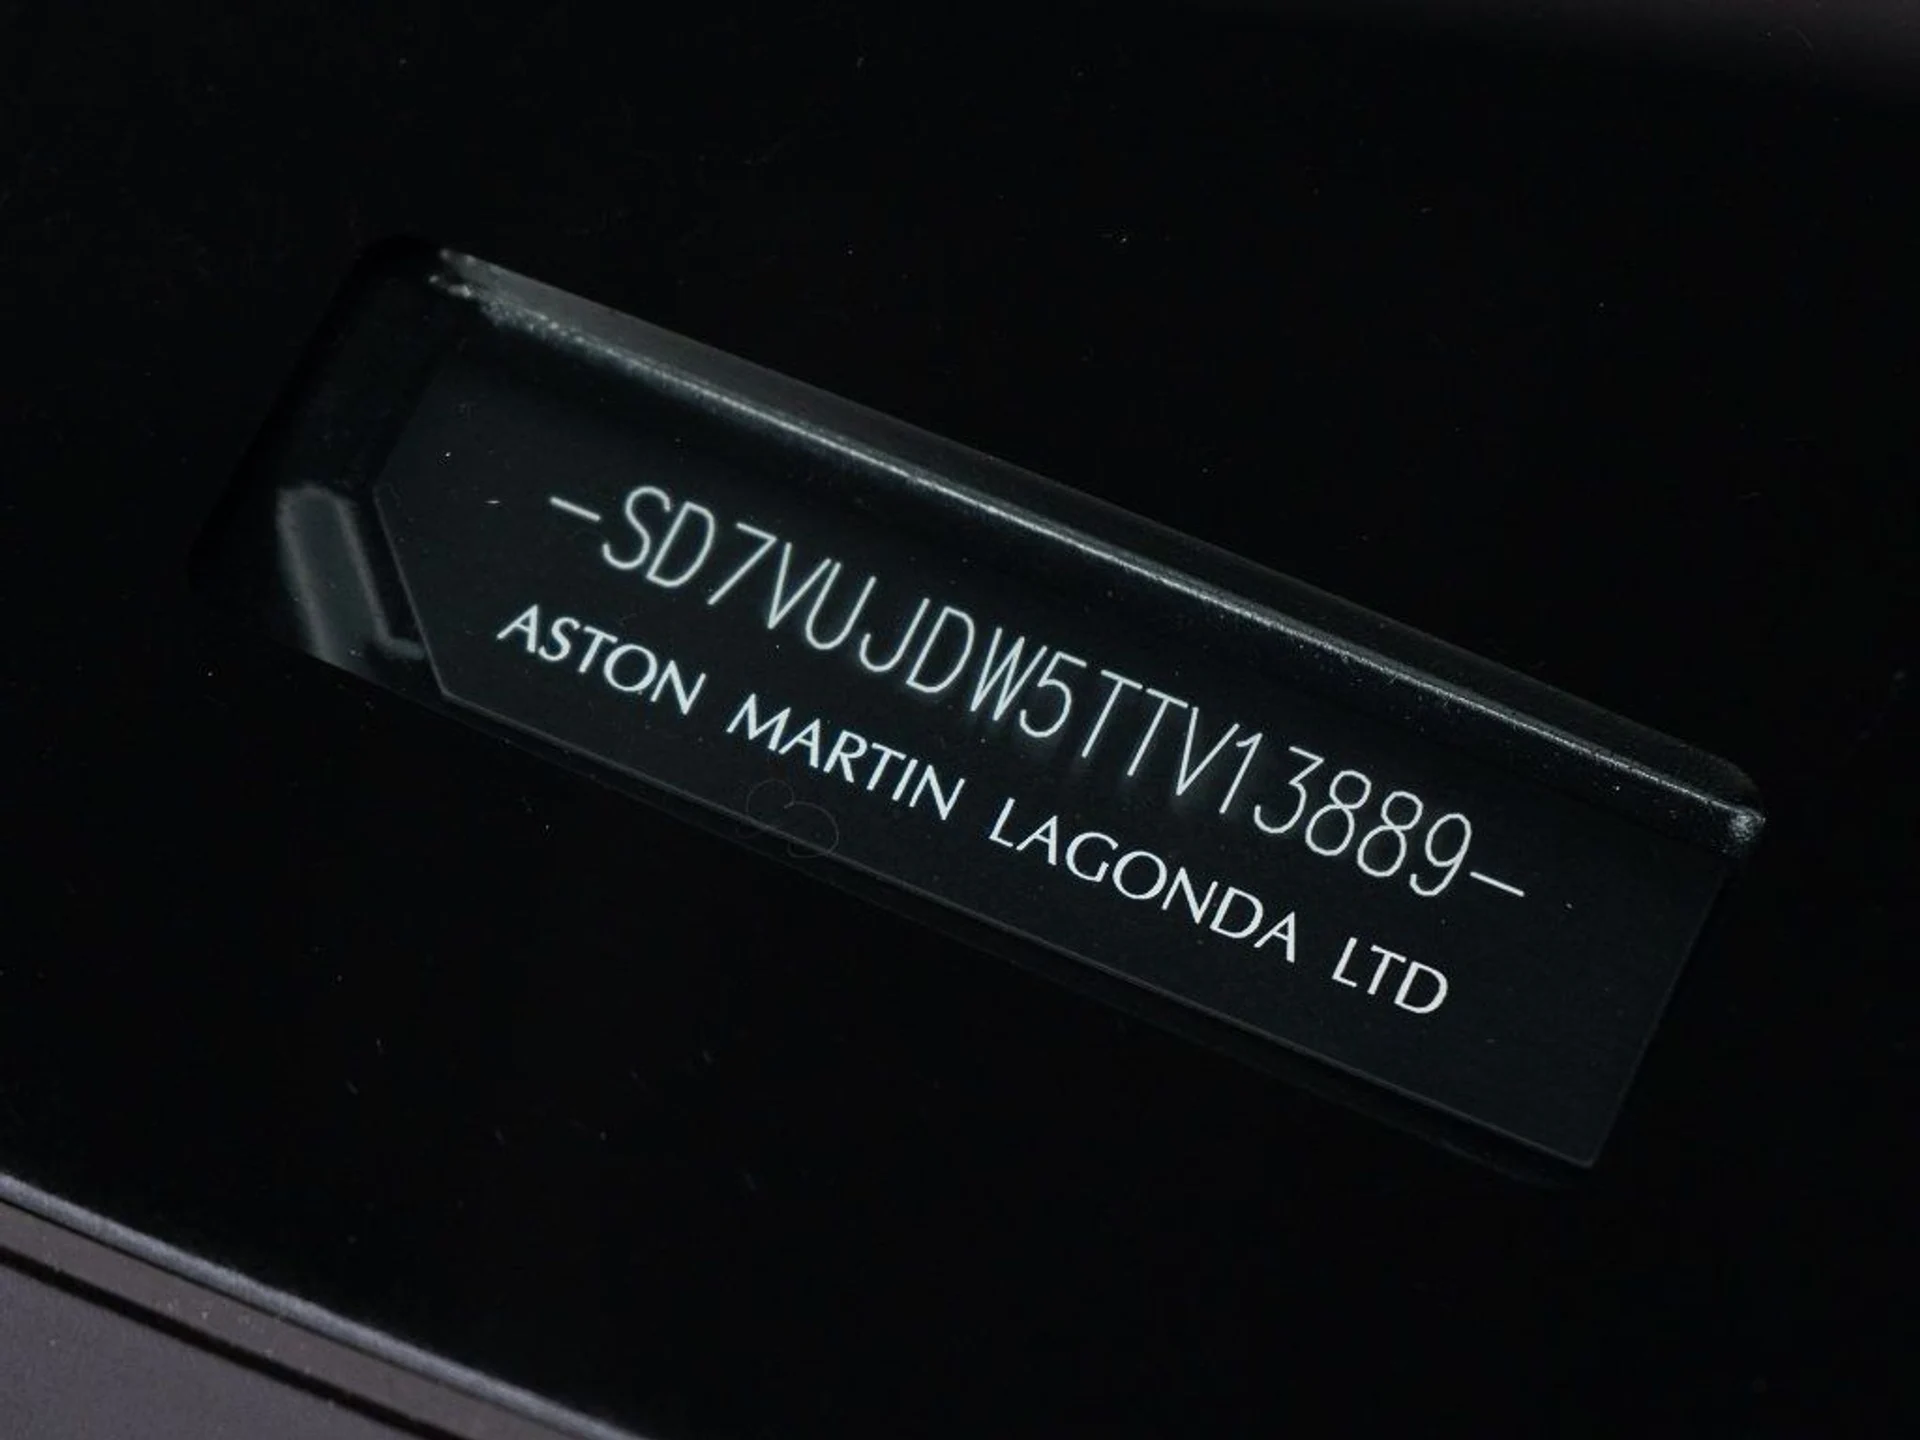 -SD7VUJDW5TTV13889-
ASTON MARTIN LAGONDA LTD